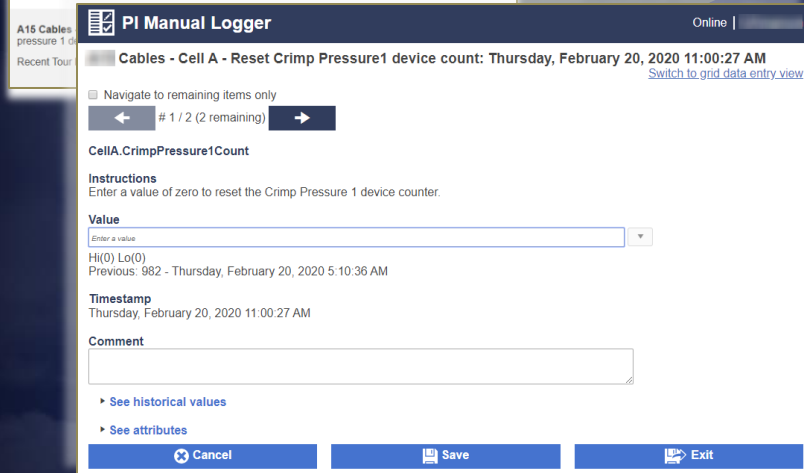 A15 Cables
pressure 1
Recent Tour
PI Manual Logger
Online |
Cables - Cell A - Reset Crimp Pressure1 device count: Thursday, February 20, 2020 11:00:27 AM
Switch to grid data entry view
Navigate to remaining items only
# 1 / 2 (2 remaining)
CellA.CrimpPressure1Count
Instructions
Enter a value of zero to reset the Crimp Pressure 1 device counter.
Value
Enter a value
Hi(0) Lo(0)
Previous: 982 - Thursday, February 20, 2020 5:10:36 AM
Timestamp
Thursday, February 20, 2020 11:00:27 AM
Comment
See historical values
See attributes
Cancel
Save
Exit